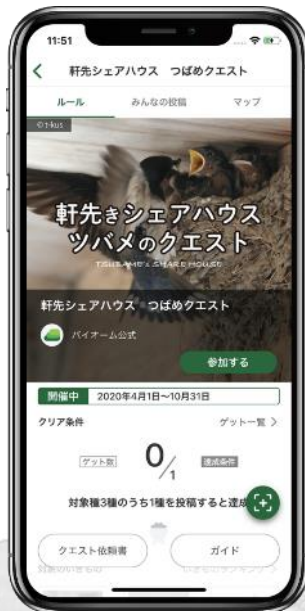 11:51
軒先シェアハウス つばめクエスト
ルール みんなの投稿 マップ
軒先きシェアハウス
ツバメのクエスト
TSUBAME's SHARE HOUSE
軒先シェアハウス つばめクエスト
バイオーム公式
参加する
開催中 2020年4月1日~10月31日
クリア条件 ゲット一覧 >
ゲット数 0/1 達成条件
対象種3種のうち1種を投稿すると達成
クエスト依頼書 ガイド